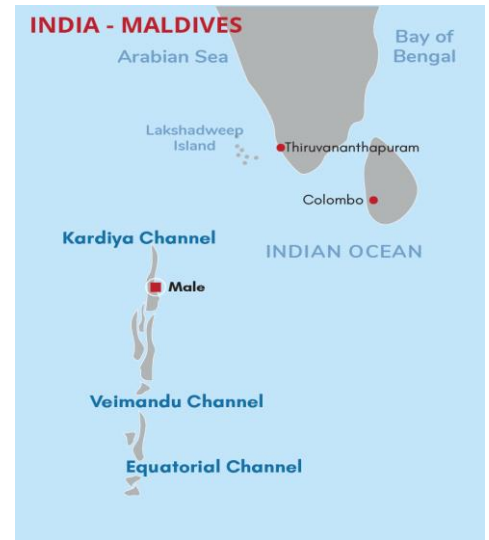 INDIA - MALDIVES
Arabian Sea
Bay of
Bengal
Lakshadweep
Island
Thiruvananthapuram
Colombo
Kardiya Channel
INDIAN OCEAN
Male
Veimandu Channel
Equatorial Channel